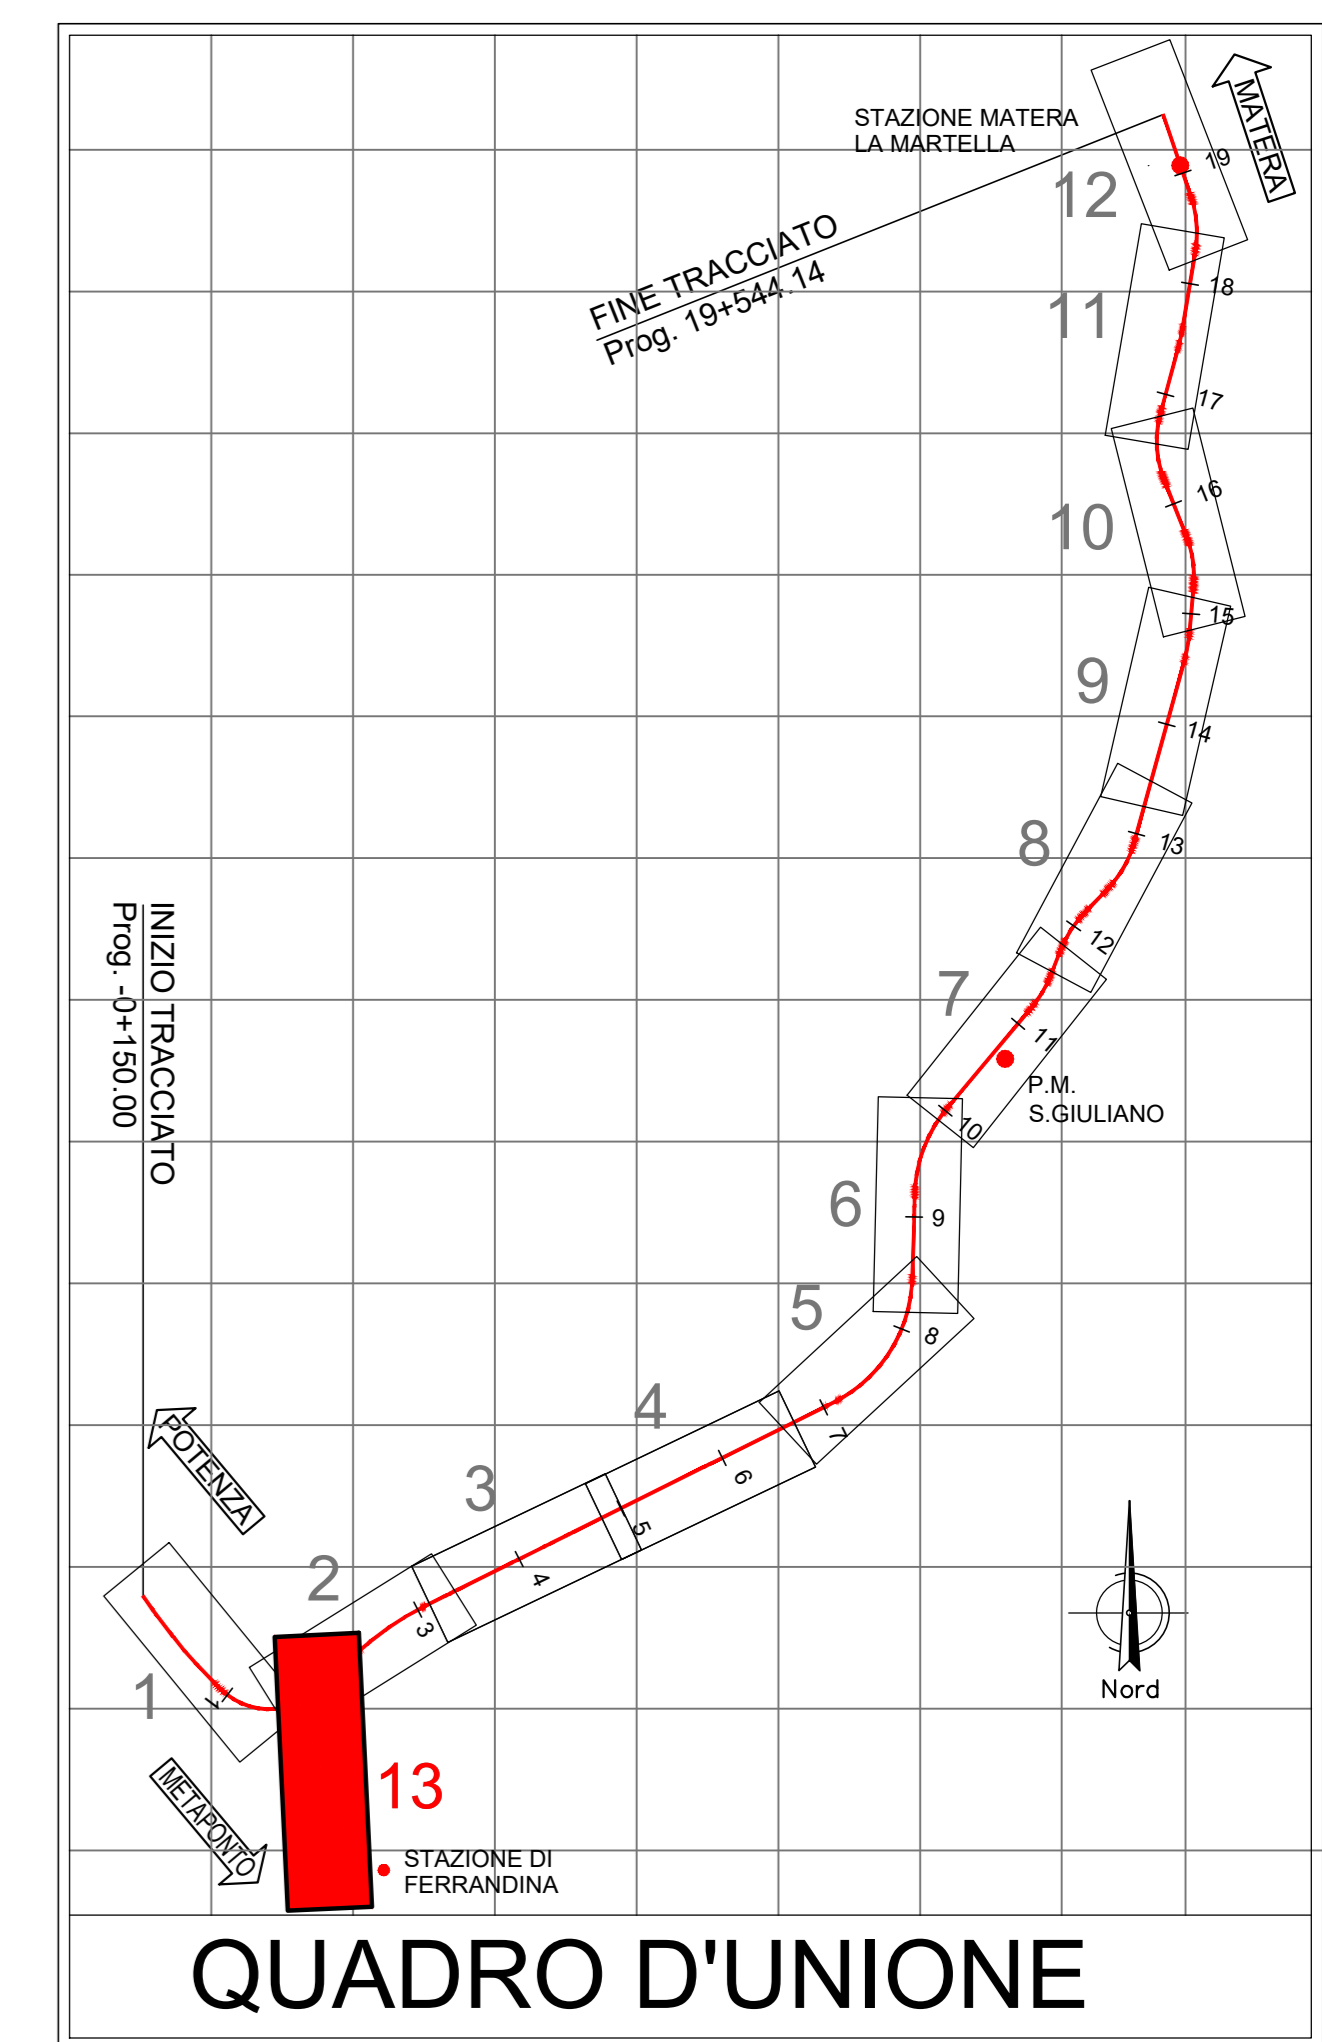 STAZIONE MATERA
LA MARTELLA
MATERA
19
12
FINE TRACCIATO
Prog. 19+544.14
18
11
17
16
10
15
9
14
8
13
12
7
11
P.M.
S.GIULIANO
10
INIZIO TRACCIATO
Prog. -0+150.00
6
9
5
8
4
7
POTENZA
6
3
5
2
4
3
1
1
Nord
13
METAPONTO
STAZIONE DI
FERRANDINA
QUADRO D'UNIONE